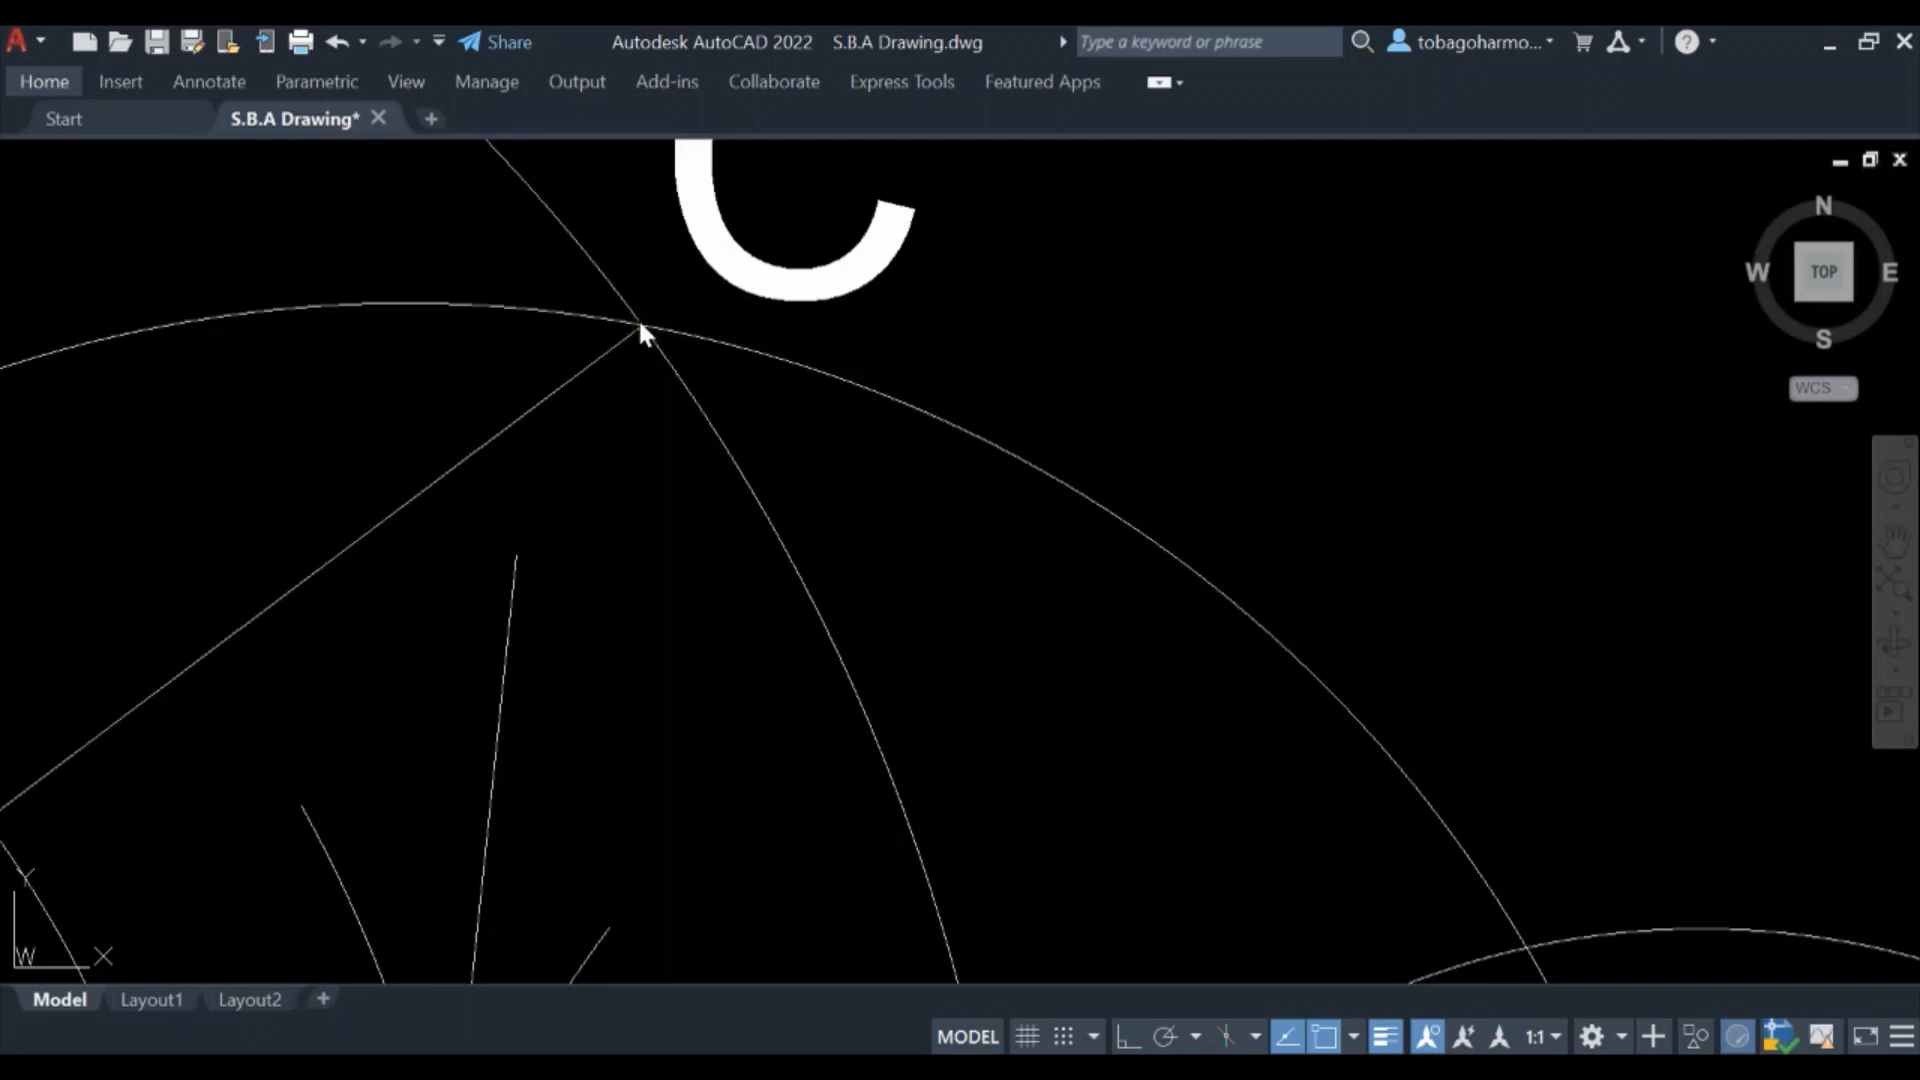 A Share Autodesk AutoCAD 2022 S.B.A Drawing.dwg Type a keyword or phrase tobagoharmo... ?
Home Insert Annotate Parametric View Manage Output Add-ins Collaborate Express Tools Featured Apps
Start S.B.A Drawing* +
C
N
W TOP E
S
WCS
Y
W X
Model Layout1 Layout2 +
MODEL 1:1